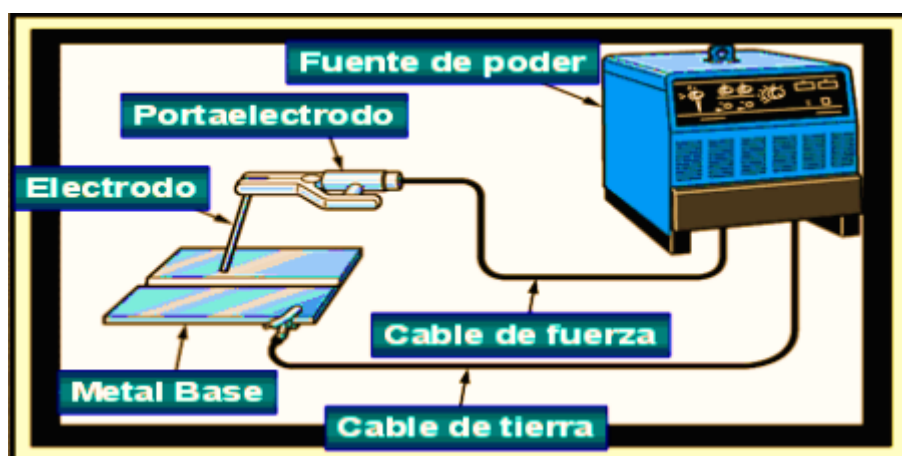 Fuente de poder
Portaelectrodo
Electrodo
Cable de fuerza
Metal Base
Cable de tierra